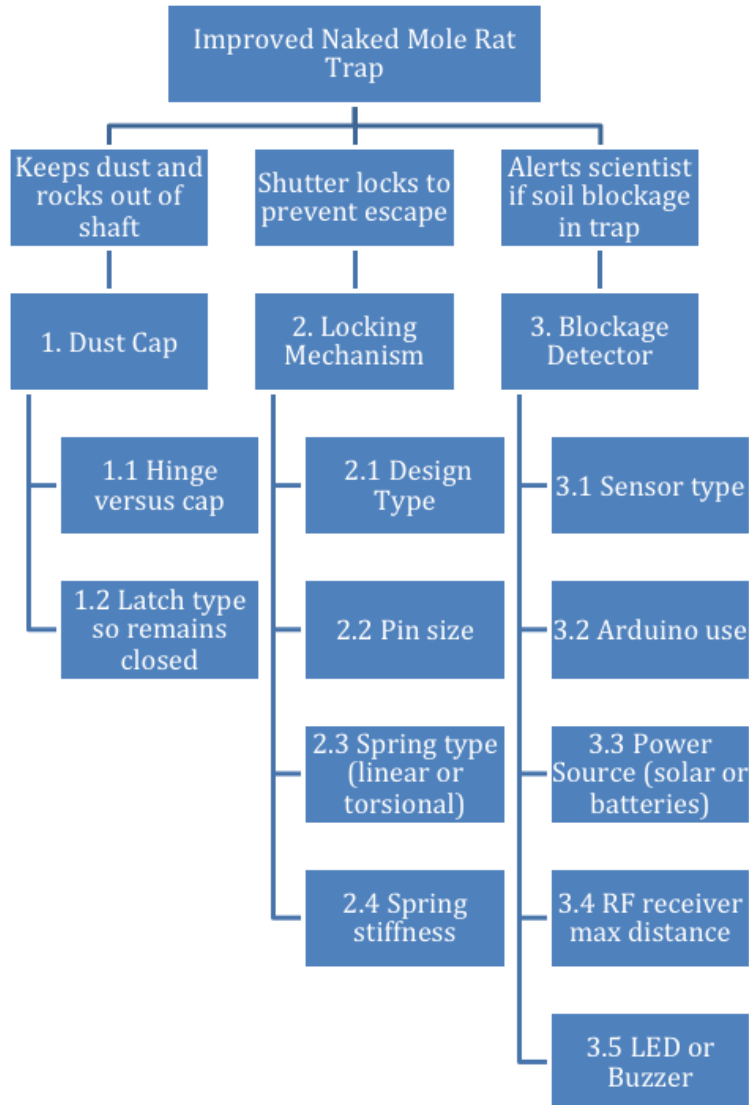 Improved Naked Mole Rat
Trap
Keeps dust and
rocks out of
shaft
Shutter locks to
prevent escape
Alerts scientist
if soil blockage
in trap
1. Dust Cap
2. Locking
Mechanism
3. Blockage
Detector
1.1 Hinge
versus cap
1.2 Latch type
so remains
closed
2.1 Design
Type
2.2 Pin size
2.3 Spring type
(linear or
torsional)
2.4 Spring
stiffness
3.1 Sensor type
3.2 Arduino use
3.3 Power
Source (solar or
batteries)
3.4 RF receiver
max distance
3.5 LED or
Buzzer